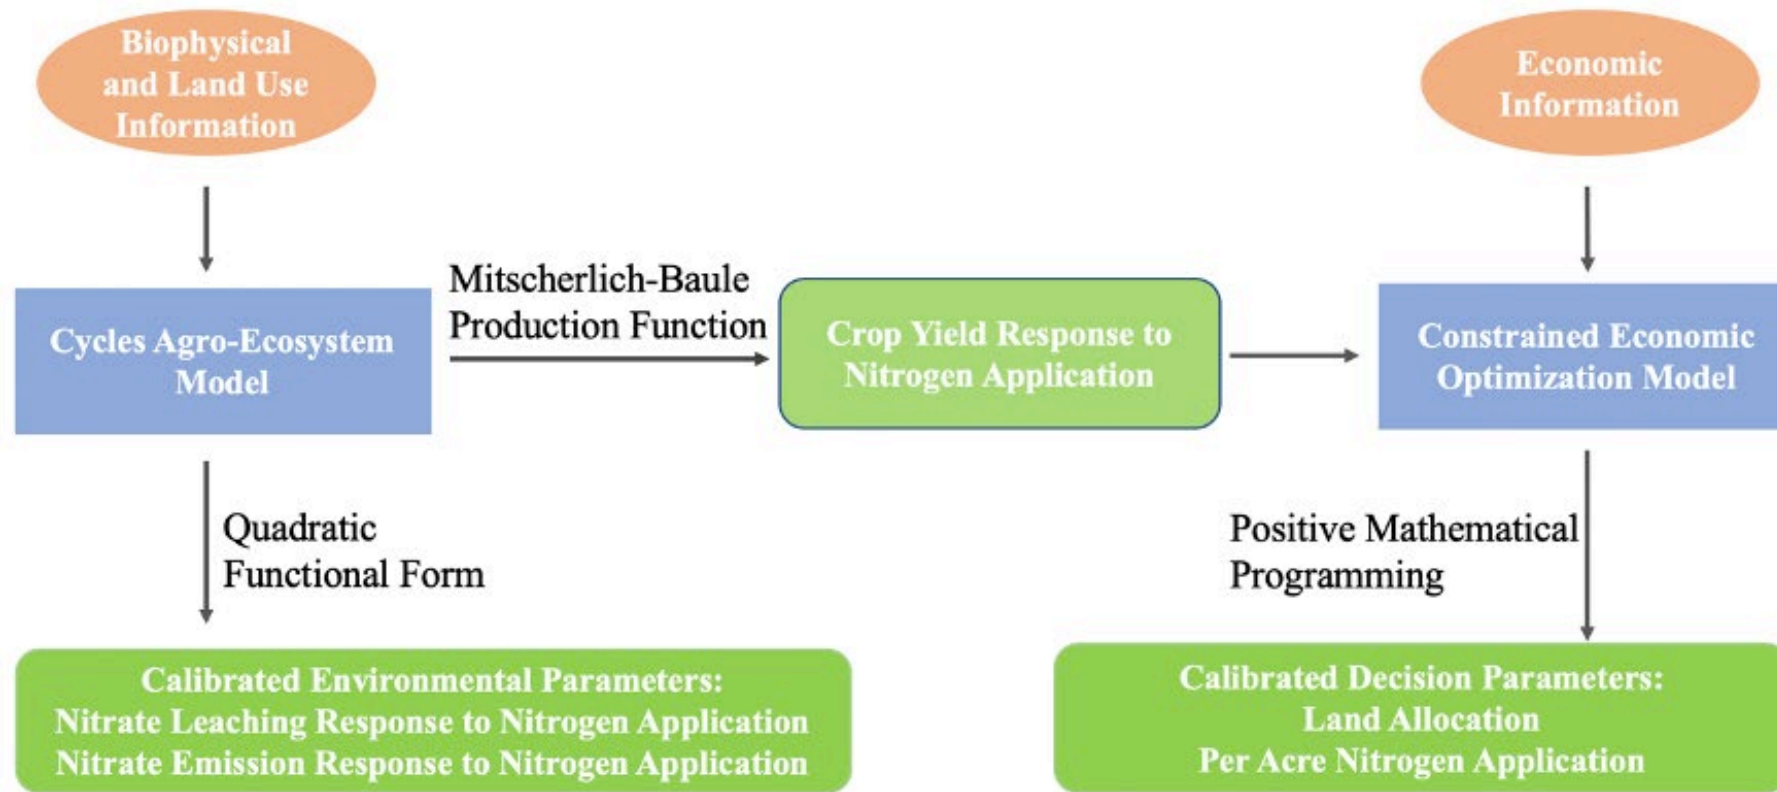 Biophysical
and Land Use
Information
Economic
Information
Cycles Agro-Ecosystem
Model
Mitscherlich-Baule
Production Function
Crop Yield Response to
Nitrogen Application
Constrained Economic
Optimization Model
Quadratic
Functional Form
Positive Mathematical
Programming
Calibrated Environmental Parameters:
Nitrate Leaching Response to Nitrogen Application
Nitrate Emission Response to Nitrogen Application
Calibrated Decision Parameters:
Land Allocation
Per Acre Nitrogen Application